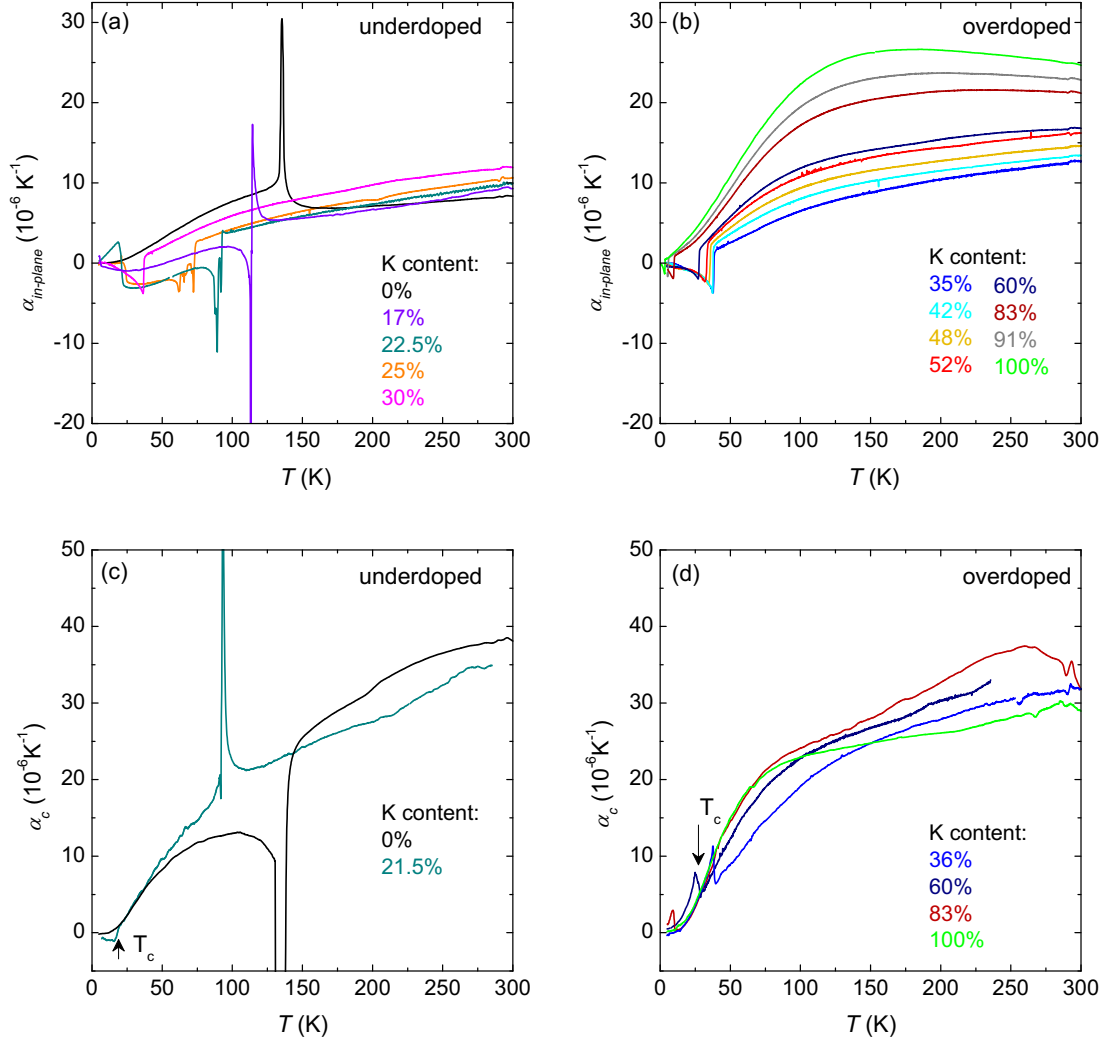 (a)
underdoped
30
20
10
0
-10
-20
α_in-plane (10⁻⁶ K⁻¹)
K content:
0%
17%
22.5%
25%
30%
0 50 100 150 200 250 300
T (K)
(b)
overdoped
30
20
10
0
-10
-20
α_in-plane (10⁻⁶ K⁻¹)
K content:
35% 60%
42% 83%
48% 91%
52% 100%
0 50 100 150 200 250 300
T (K)
(c)
underdoped
50
40
30
20
10
0
α_c (10⁻⁶K⁻¹)
K content:
0%
21.5%
T_c
0 50 100 150 200 250 300
T (K)
(d)
overdoped
50
40
30
20
10
0
α_c (10⁻⁶K⁻¹)
T_c
K content:
36%
60%
83%
100%
0 50 100 150 200 250 300
T (K)